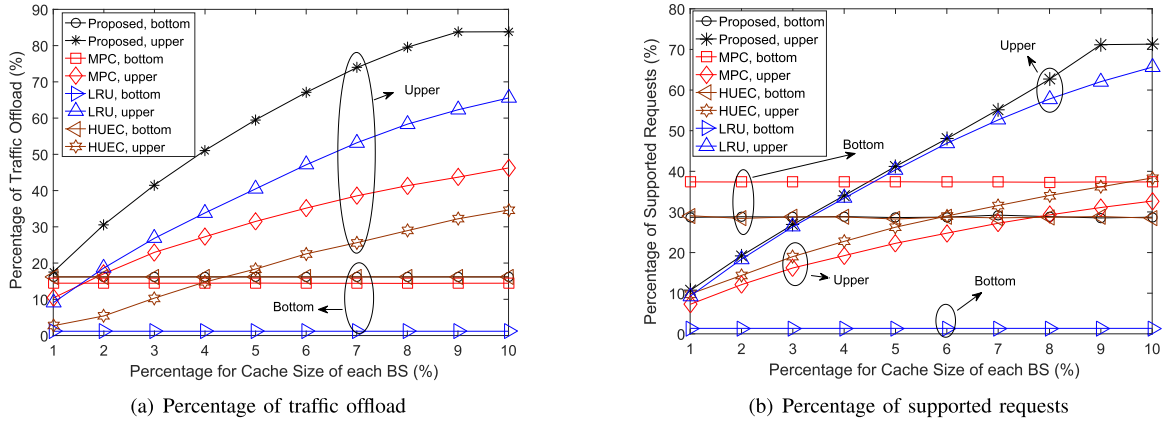 Percentage of Traffic Offload (%)
90
80
70
60
50
40
30
20
10
0
Proposed, bottom
Proposed, upper
MPC, bottom
MPC, upper
LRU, bottom
LRU, upper
HUEC, bottom
HUEC, upper
Upper
Bottom
1 2 3 4 5 6 7 8 9 10
Percentage for Cache Size of each BS (%)
(a) Percentage of traffic offload
Percentage of Supported Requests (%)
80
70
60
50
40
30
20
10
0
Proposed, bottom
Proposed, upper
MPC, bottom
MPC, upper
HUEC, bottom
HUEC, upper
LRU, bottom
LRU, upper
Upper
Bottom
Upper
Bottom
1 2 3 4 5 6 7 8 9 10
Percentage for Cache Size of each BS (%)
(b) Percentage of supported requests